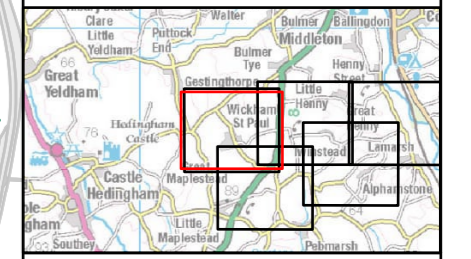 Clare
Walter
Bulmer
Ballingdon
Little
Yeldham
Puttock
End
Middleton
Bulmer
Tye
66
Great
Yeldham
Henny
Street
Gestingthorpe
Little
Henny
Wickham
St Paul
Hedingham
Castle
76
8
Great
Henny
Twinstead
Lamarsh
Castle
Hedingham
Great
Maplestead
89
Alphamstone
64
Little
Maplestead
Southey
Pebmarsh